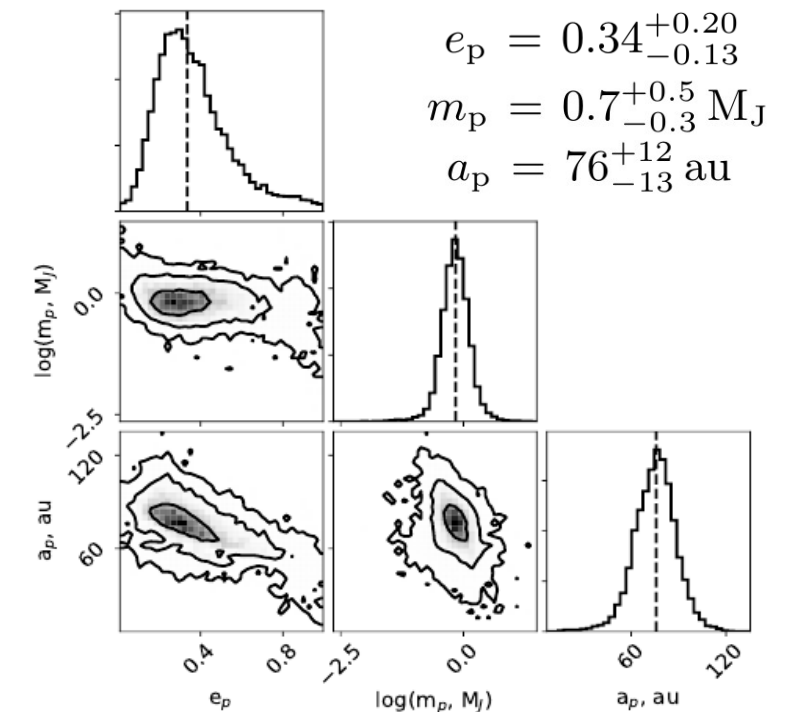 e_p = 0.34^{+0.20}_{-0.13}
m_p = 0.7^{+0.5}_{-0.3} M_J
a_p = 76^{+12}_{-13} au
log(m_p, M_J)
0.0
−2.5
a_p, au
120
60
0.4
0.8
e_p
−2.5
0.0
log(m_p, M_J)
60
120
a_p, au